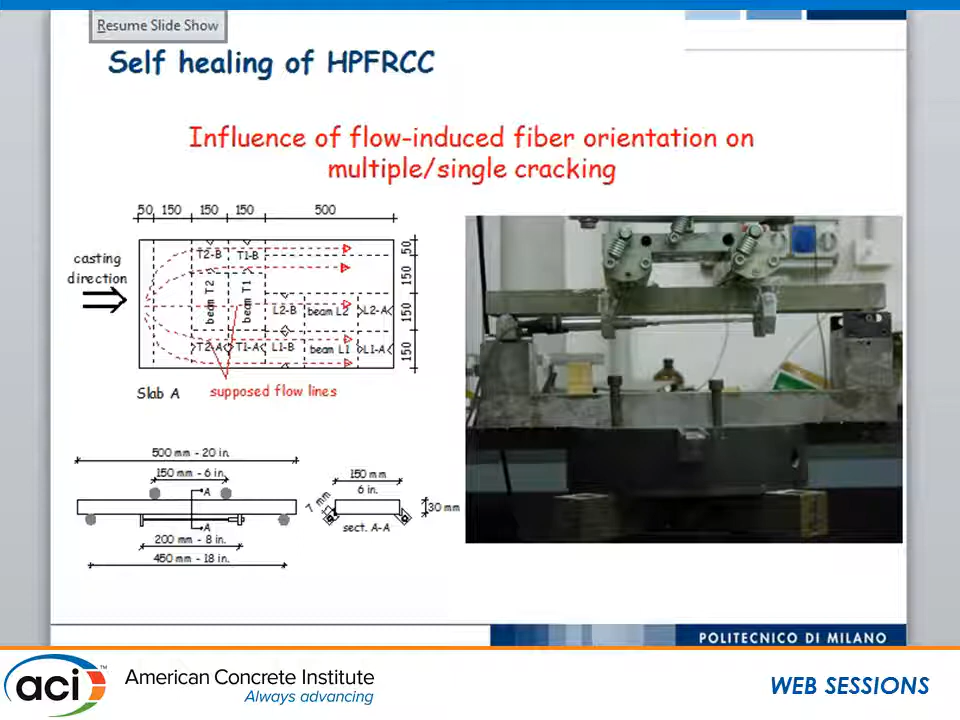 Resume Slide Show
Self healing of HPFRCC
Influence of flow-induced fiber orientation on
multiple/single cracking
50 150 150 150 500
casting
direction
T2-B T1-B
beam T2
beam T1
L2-B beam L2 L2-A
T2-A T1-A L1-B beam L1 L1-A
50
150
150
150
Slab A
supposed flow lines
500 mm - 20 in.
150 mm - 6 in.
A
A
200 mm - 8 in.
450 mm - 18 in.
150 mm
6 in.
7 mm
30 mm
sect. A-A
POLITECNICO DI MILANO
aci™
American Concrete Institute
Always advancing
WEB SESSIONS